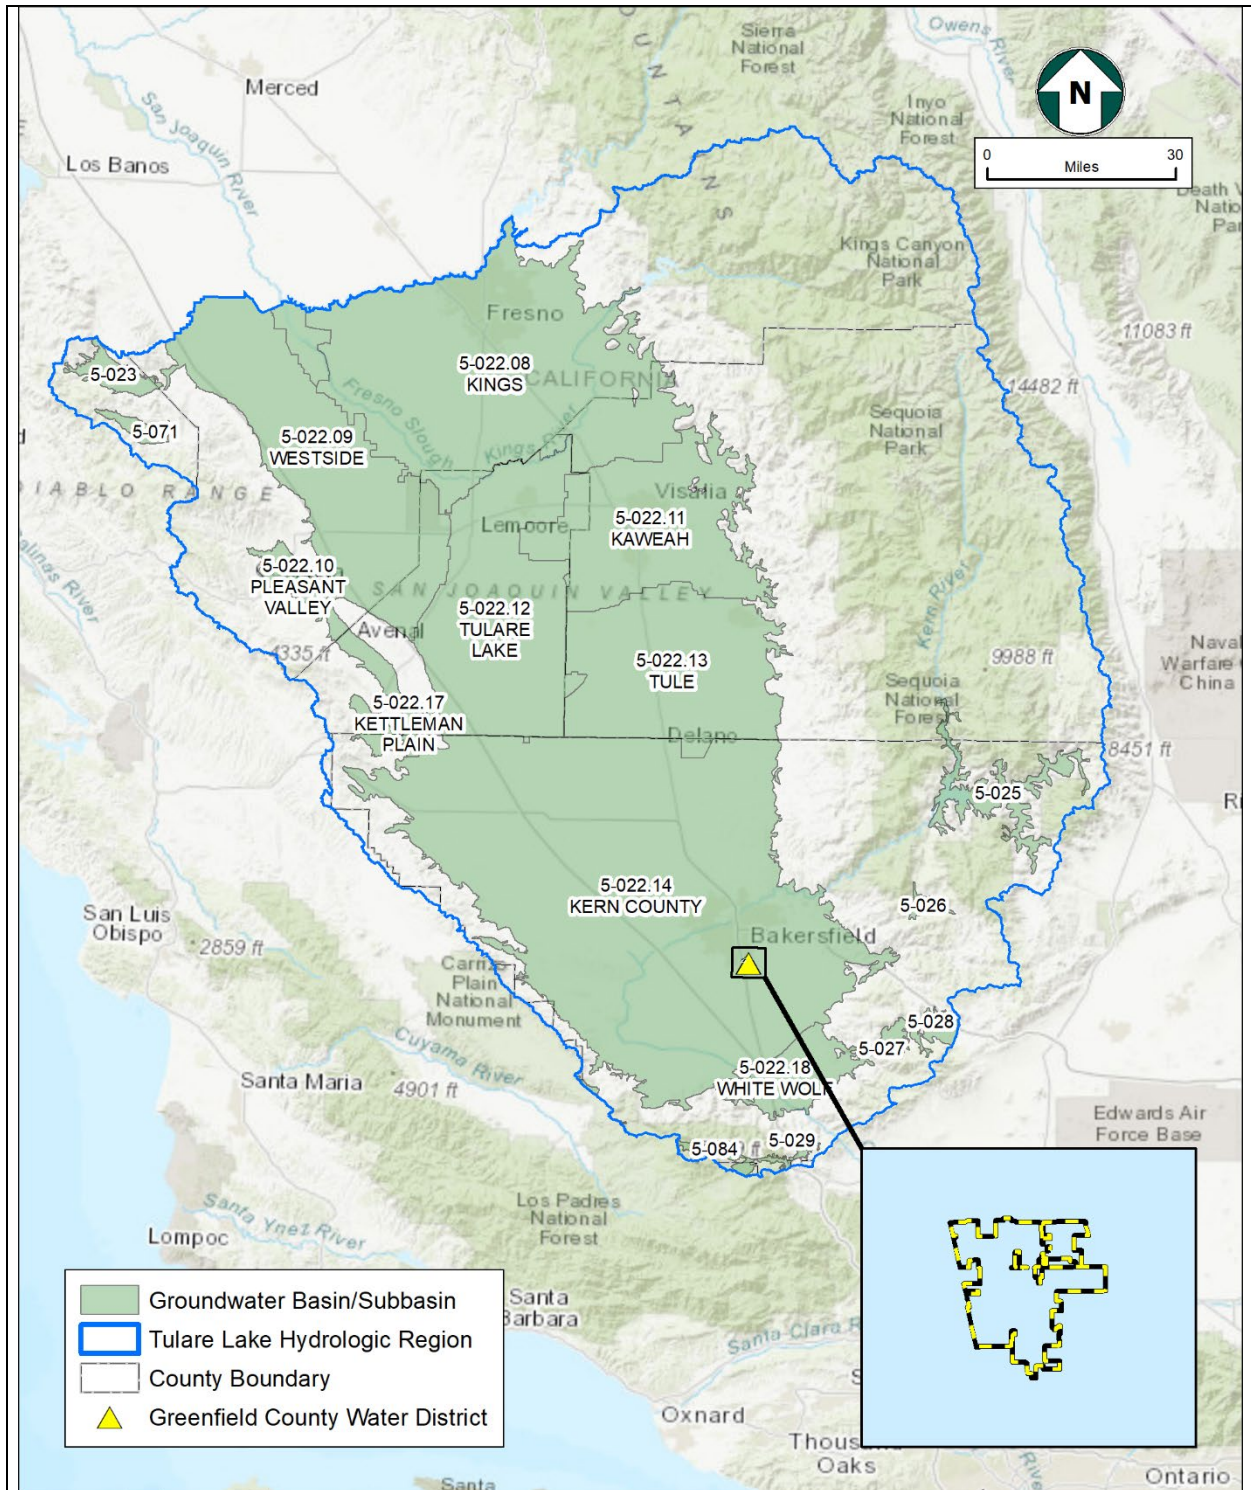 Sierra
National
Forest
Owens River
Merced
San Joaquin River
Inyo
National
Forest
N
0
30
Miles
Los Banos
Kings Canyon
National
Park
Fresno
11083 ft
5-023
5-022.08
KINGS
CALIFORNIA
14482 ft
Fresno Slough
Kings River
Sequoia
National
Park
5-071
5-022.09
WESTSIDE
DIABLO RANGE
Visalia
Lemoore
5-022.11
KAWEAH
5-022.10
PLEASANT
VALLEY
SAN JOAQUIN VALLEY
Kern River
5-022.12
TULARE
LAKE
Avenal
4335 ft
5-022.13
TULE
9988 ft
Naval
Warfare
China
Sequoia
National
Forest
5-022.17
KETTLEMAN
PLAIN
Delano
8451 ft
5-025
5-022.14
KERN COUNTY
5-026
San Luis
Obispo
2859 ft
Bakersfield
Carrizo
Plain
National
Monument
5-028
5-027
Cuyama River
Santa Maria
4901 ft
5-022.18
WHITE WOLF
Edwards Air
Force Base
5-084
5-029
Los Padres
National
Forest
Santa Ynez River
Lompoc
Groundwater Basin/Subbasin
Tulare Lake Hydrologic Region
County Boundary
Greenfield County Water District
Santa
Barbara
Santa Clara
Oxnard
Thousand
Oaks
River
Ontario
Santa